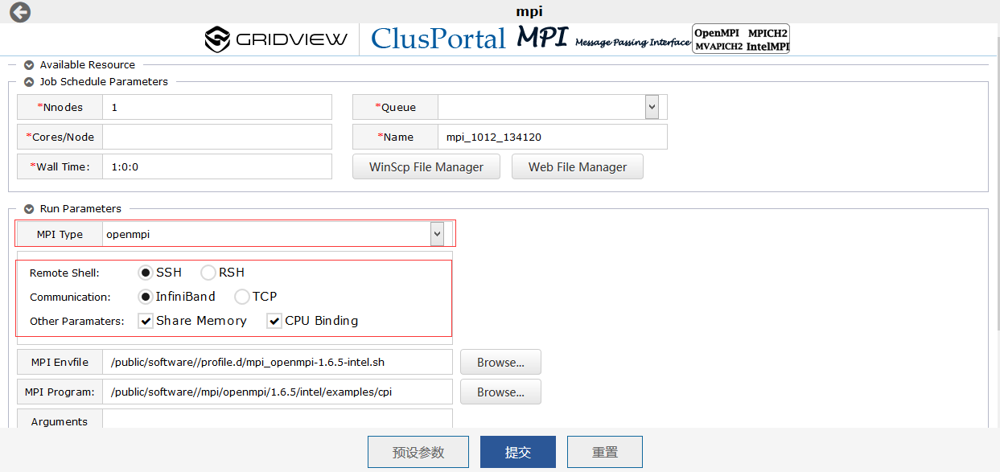 mpi
GRIDVIEW ClusPortal MPI Message Passing Interface OpenMPI MPICH2
MVAPICH2 IntelMPI
Available Resource
Job Schedule Parameters
*Nnodes 1 *Queue
*Cores/Node *Name mpi_1012_134120
*Wall Time: 1:0:0 WinScp File Manager Web File Manager
Run Parameters
MPI Type openmpi
Remote Shell: SSH RSH
Communication: InfiniBand TCP
Other Paramaters: Share Memory CPU Binding
MPI Envfile /public/software//profile.d/mpi_openmpi-1.6.5-intel.sh Browse...
MPI Program: /public/software//mpi/openmpi/1.6.5/intel/examples/cpi Browse...
Arguments
预设参数 提交 重置